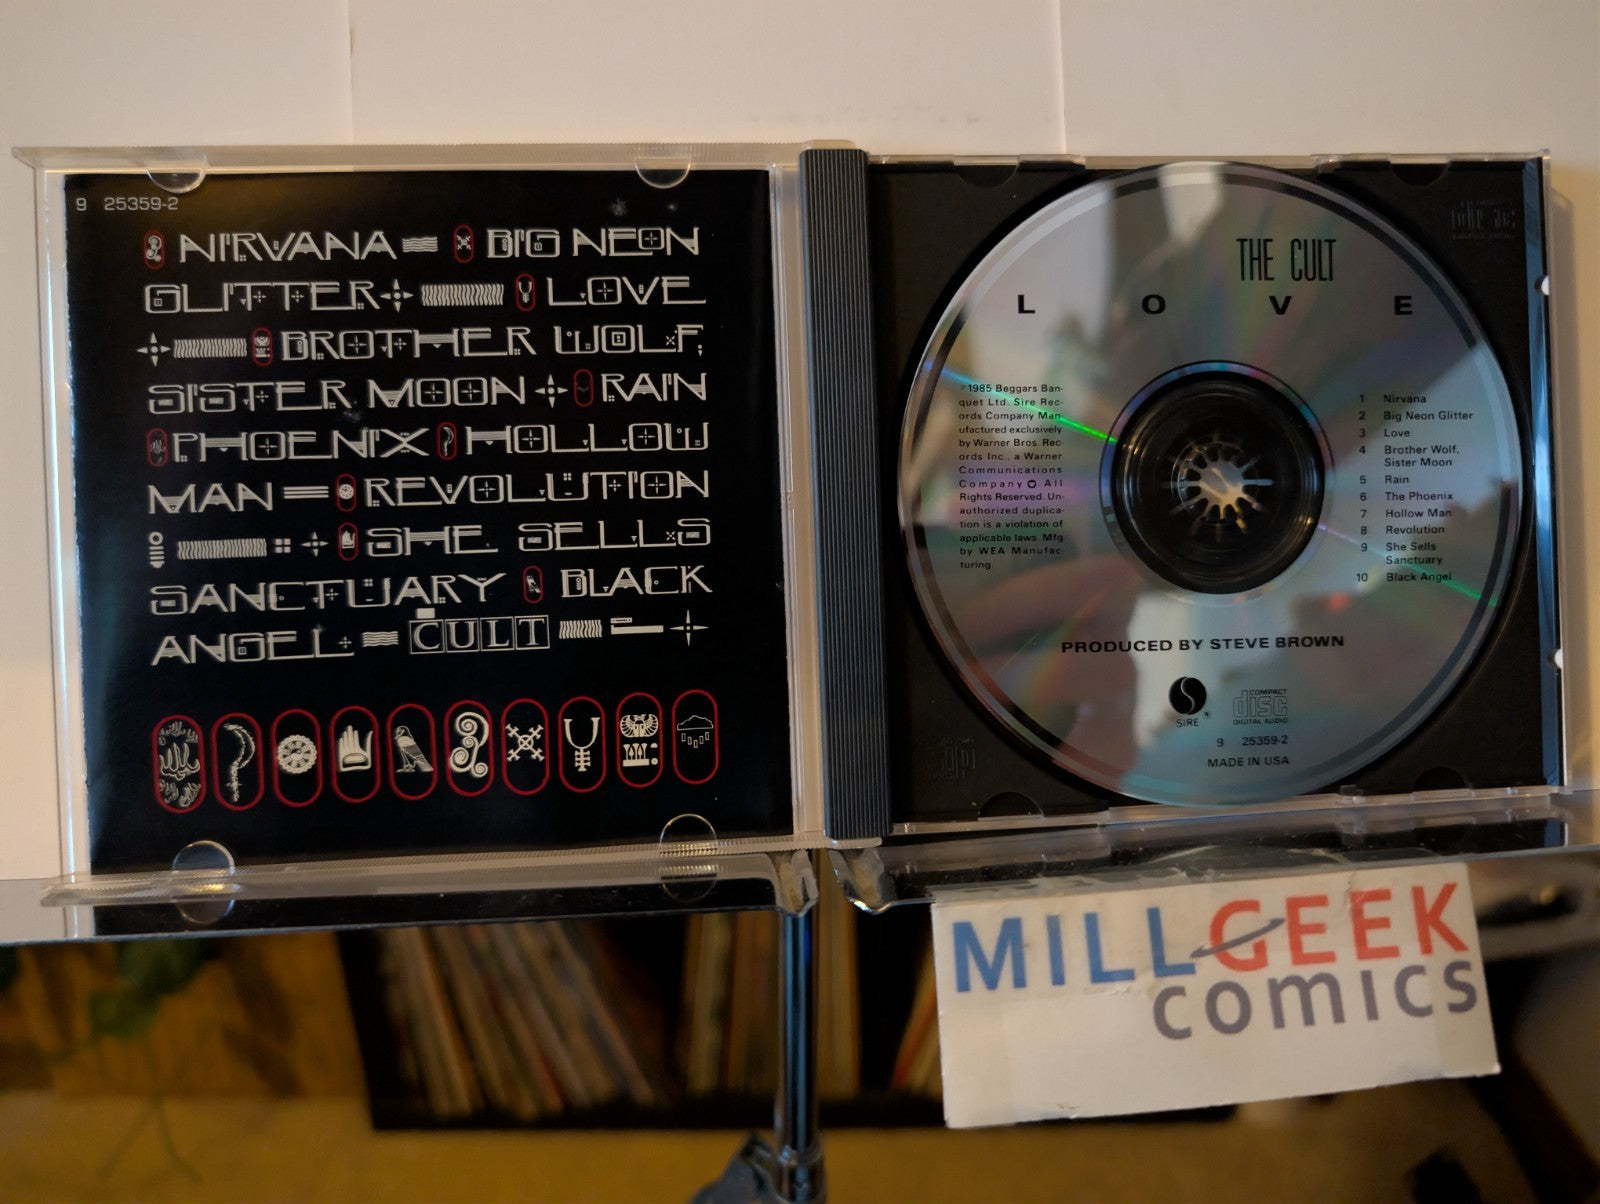 9 25359-2
NIRVANA BIG NEON
GLITTER LOVE
BROTHER WOLF,
SISTER MOON RAIN
PHOENIX HOLLOW
MAN REVOLUTION
SHE SELLS
SANCTUARY BLACK
ANGEL CULT
THE CULT
L O V E
℗1985 Beggars Ban-
quet Ltd. Sire Rec-
ords Company Man-
ufactured exclusively
by Warner Bros. Rec-
ords Inc., a Warner
Communications
Company All
Rights Reserved. Un-
authorized duplica-
tion is a violation of
applicable laws. Mfg
by WEA Manufac
turing
1 Nirvana
2 Big Neon Glitter
3 Love
4 Brother Wolf,
Sister Moon
5 Rain
6 The Phoenix
7 Hollow Man
8 Revolution
9 She Sells
Sanctuary
10 Black Angel
PRODUCED BY STEVE BROWN
SIRE ®
COMPACT
disc
DIGITAL AUDIO
9 25359-2
MADE IN USA
MILLGEEK
comics